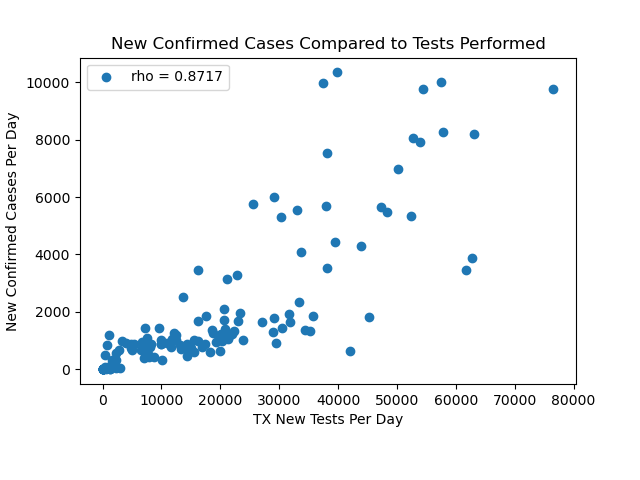 New Confirmed Cases Compared to Tests Performed
rho = 0.8717
New Confirmed Caeses Per Day
10000
8000
6000
4000
2000
0
0 10000 20000 30000 40000 50000 60000 70000 80000
TX New Tests Per Day